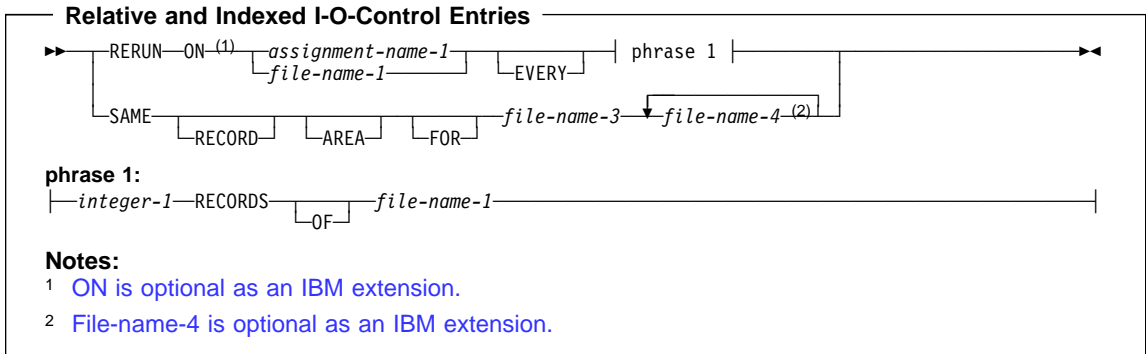 Relative and Indexed I-O-Control Entries
RERUN ON (1) assignment-name-1 phrase 1
file-name-1 EVERY
SAME file-name-3 file-name-4 (2)
RECORD AREA FOR
phrase 1:
integer-1 RECORDS file-name-1
OF
Notes:
1 ON is optional as an IBM extension.
2 File-name-4 is optional as an IBM extension.